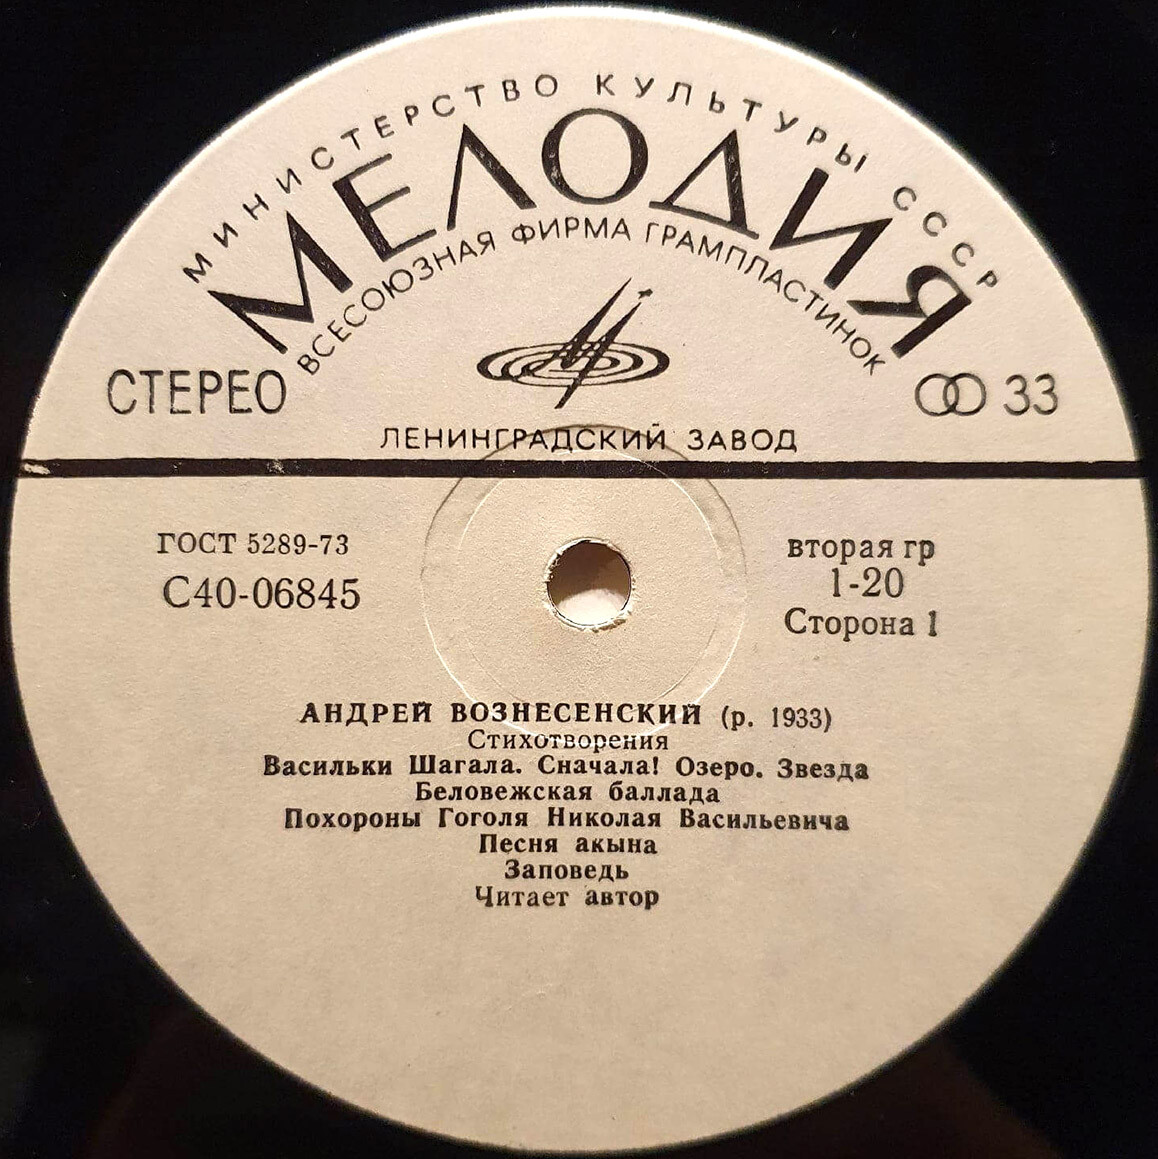 МИНИСТЕРСТВО КУЛЬТУРЫ СССР
МЕЛОДИЯ
ВСЕСОЮЗНАЯ ФИРМА ГРАМПЛАСТИНОК
СТЕРЕО
33
ЛЕНИНГРАДСКИЙ ЗАВОД
ГОСТ 5289-73
С40-06845
вторая гр
1-20
Сторона 1
АНДРЕЙ ВОЗНЕСЕНСКИЙ (р. 1933)
Стихотворения
Васильки Шагала. Сначала! Озеро. Звезда
Беловежская баллада
Похороны Гоголя Николая Васильевича
Песня акына
Заповедь
Читает автор